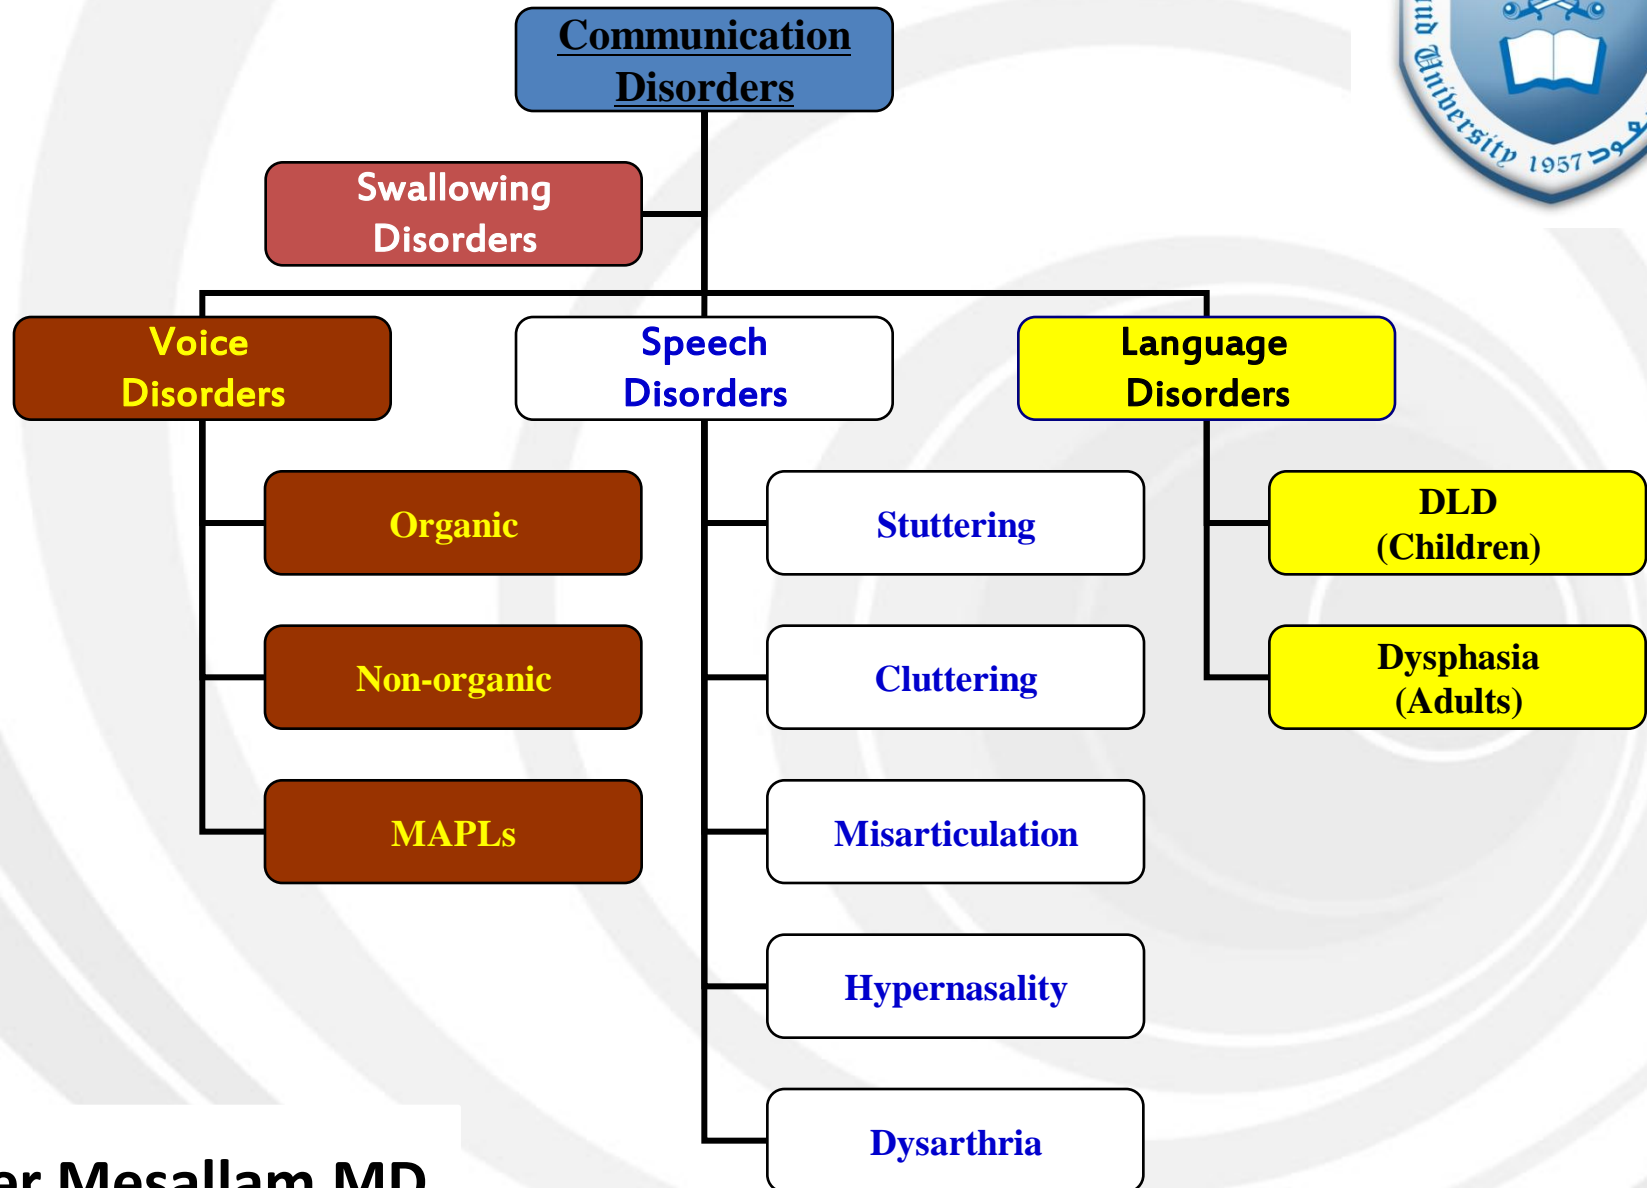 Communication
Disorders
University 1957
Swallowing
Disorders
Voice
Disorders
Speech
Disorders
Language
Disorders
Organic
Stuttering
DLD
(Children)
Non-organic
Cluttering
Dysphasia
(Adults)
MAPLs
Misarticulation
Hypernasality
Dysarthria
Mesallam MD